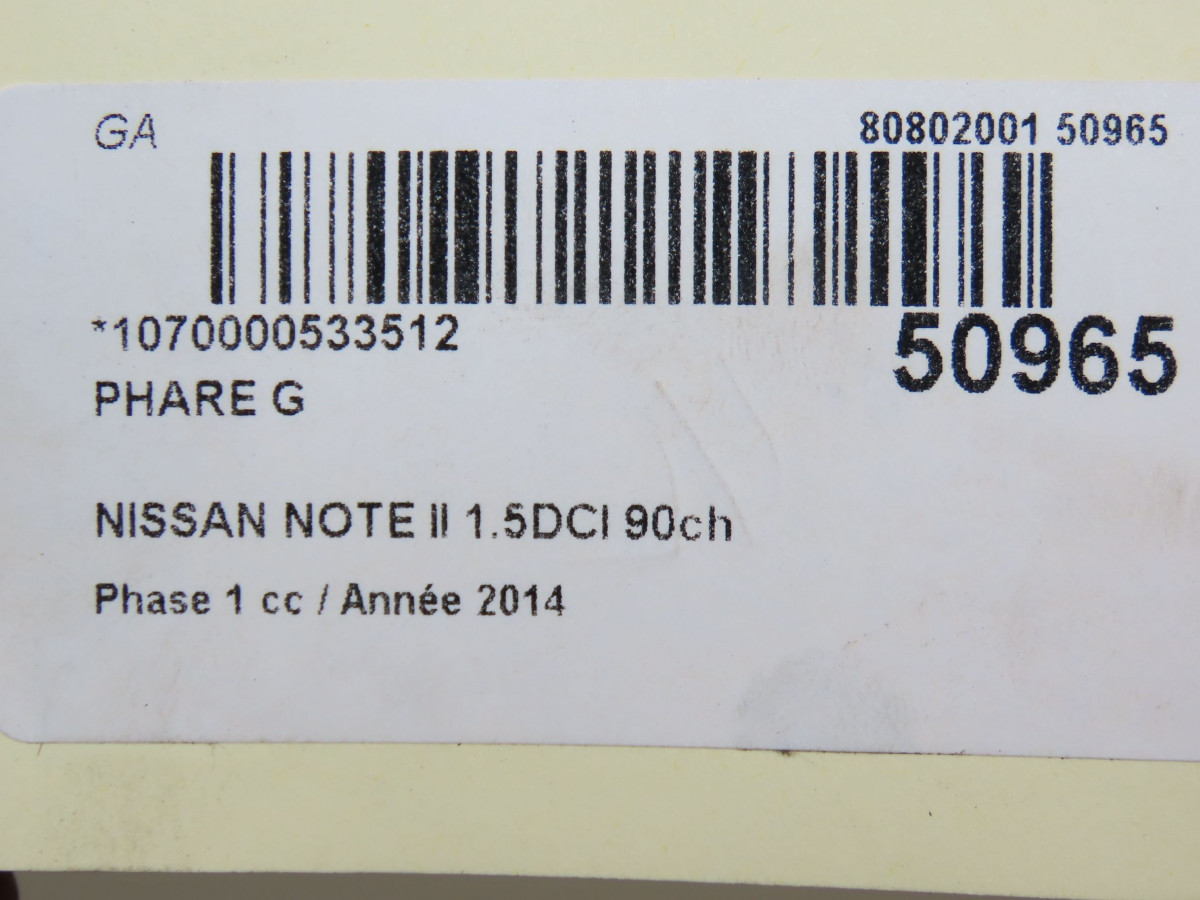 GA 80802001 50965
*1070000533512 50965
PHARE G
NISSAN NOTE II 1.5DCI 90ch
Phase 1 cc / Année 2014